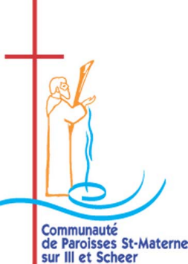 Communauté
de Paroisses St-Materne
sur Ill et Scheer